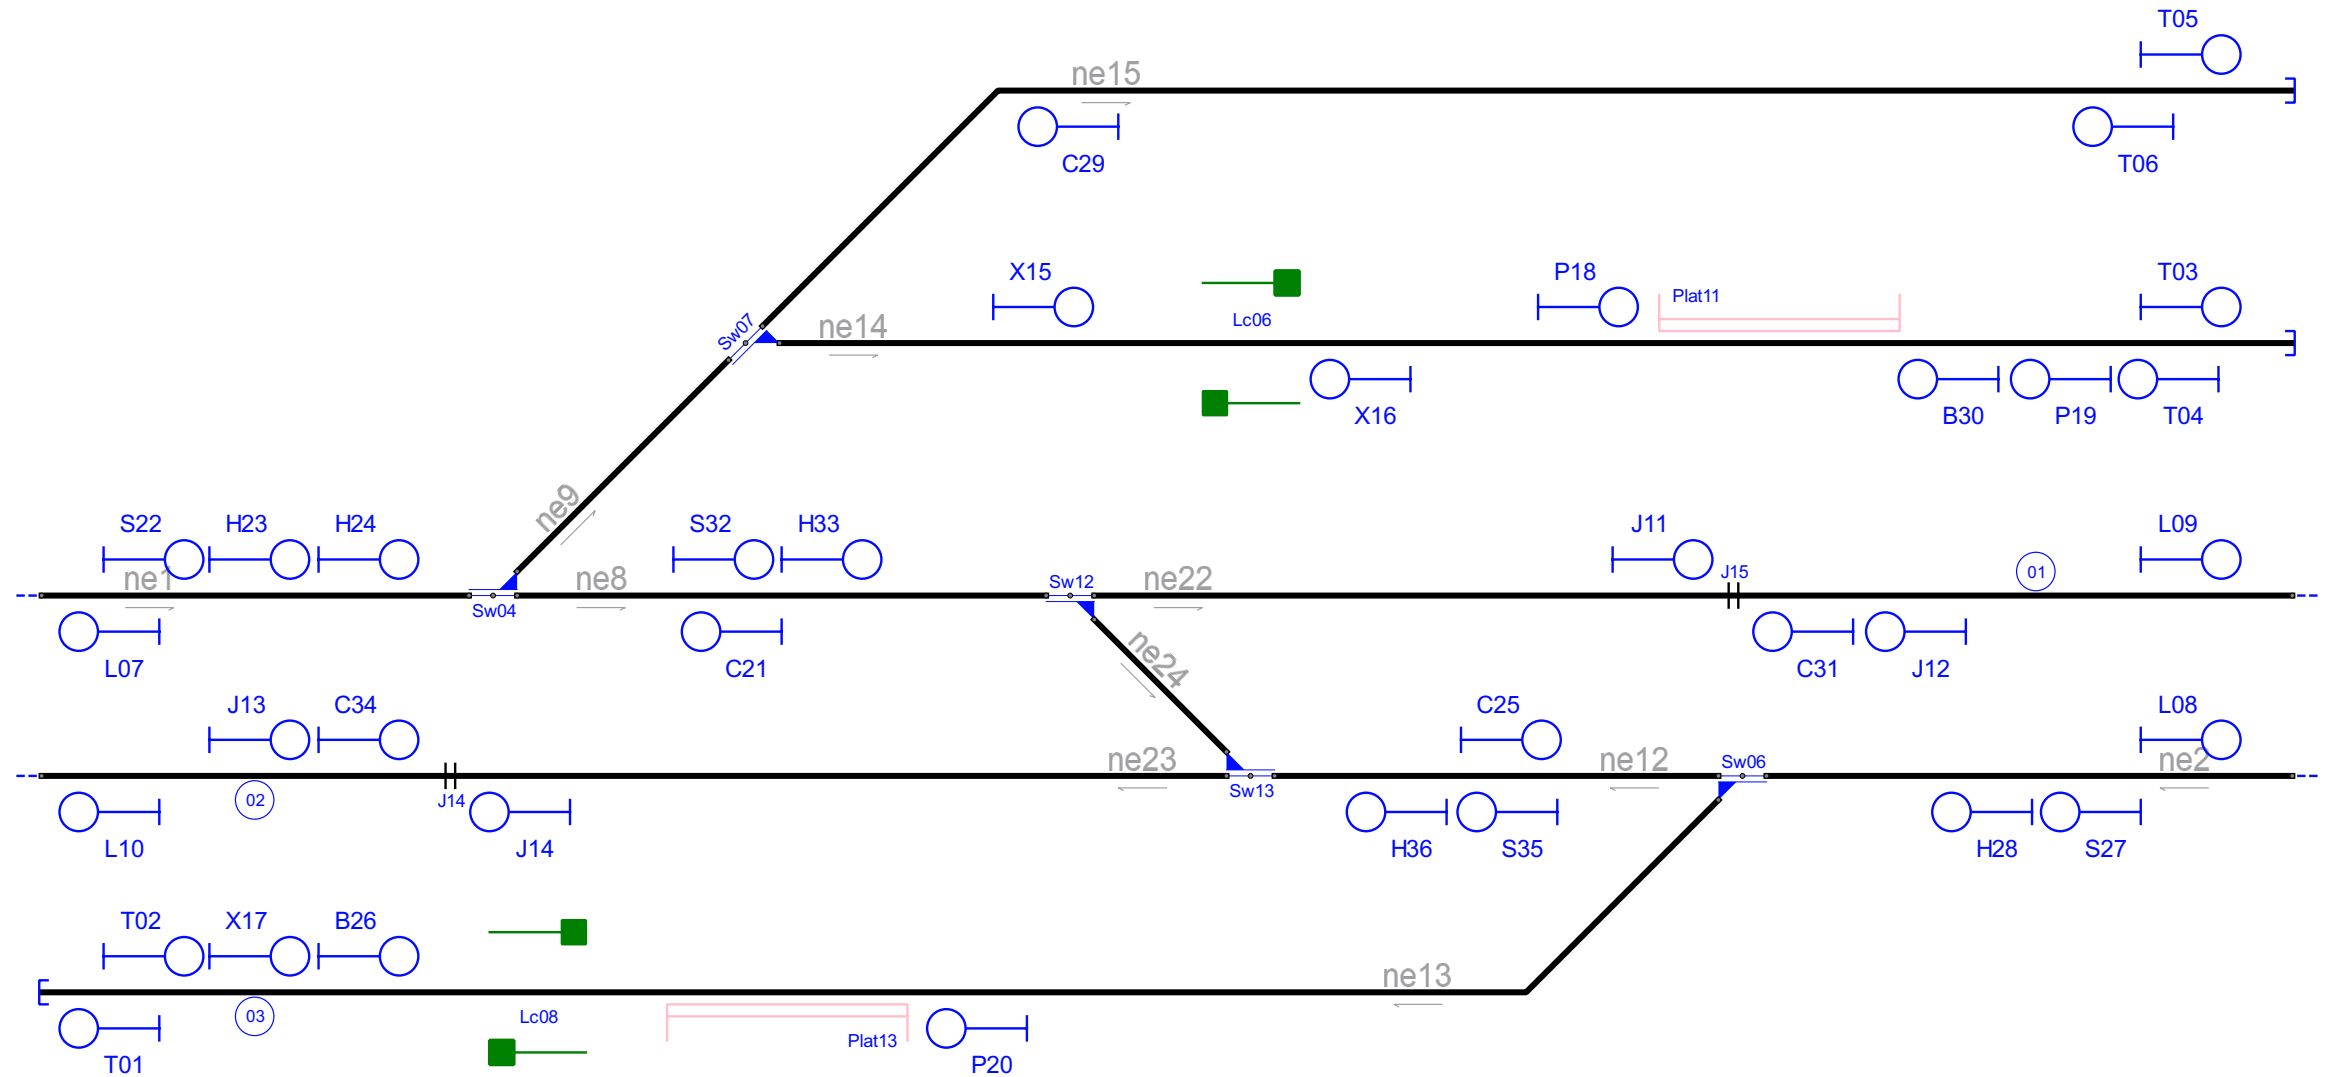 T05
ne15
C29
T06
X15
P18
Plat11
T03
Sw07
ne14
Lc06
X16
B30
P19
T04
ne9
S22
H23
H24
S32
H33
J11
L09
ne1
ne8
Sw12
ne22
J15
01
Sw04
L07
C21
ne24
C31
J12
J13
C34
C25
L08
ne23
ne12
Sw06
ne2
02
J14
Sw13
L10
J14
H36
S35
H28
S27
T02
X17
B26
ne13
03
Lc08
Plat13
T01
P20